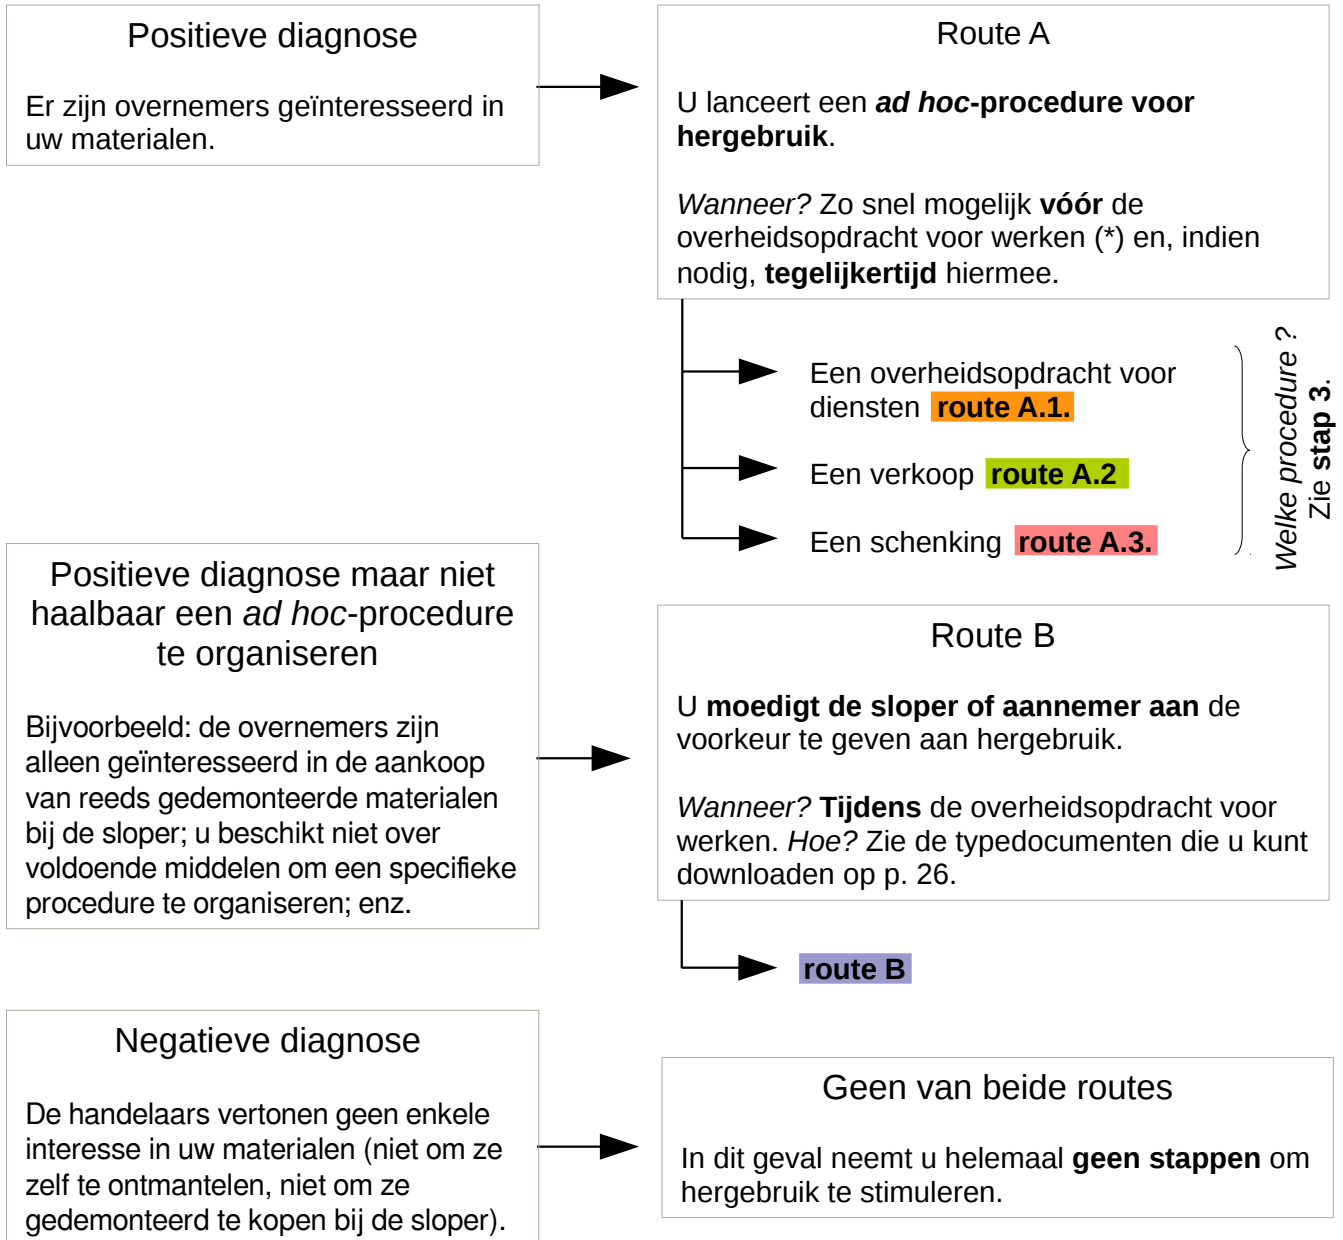 Positieve diagnose
Er zijn overnemers geïnteresseerd in
uw materialen.
Route A
U lanceert een ad hoc-procedure voor
hergebruik.
Wanneer? Zo snel mogelijk vóór de
overheidsopdracht voor werken (*) en, indien
nodig, tegelijkertijd hiermee.
Een overheidsopdracht voor
diensten route A.1.
Een verkoop route A.2
Een schenking route A.3.
Welke procedure ?
Zie stap 3.
Positieve diagnose maar niet
haalbaar een ad hoc-procedure
te organiseren
Bijvoorbeeld: de overnemers zijn
alleen geïnteresseerd in de aankoop
van reeds gedemonteerde materialen
bij de sloper; u beschikt niet over
voldoende middelen om een specifieke
procedure te organiseren; enz.
Route B
U moedigt de sloper of aannemer aan de
voorkeur te geven aan hergebruik.
Wanneer? Tijdens de overheidsopdracht voor
werken. Hoe? Zie de typedocumenten die u kunt
downloaden op p. 26.
route B
Negatieve diagnose
De handelaars vertonen geen enkele
interesse in uw materialen (niet om ze
zelf te ontmantelen, niet om ze
gedemonteerd te kopen bij de sloper).
Geen van beide routes
In dit geval neemt u helemaal geen stappen om
hergebruik te stimuleren.